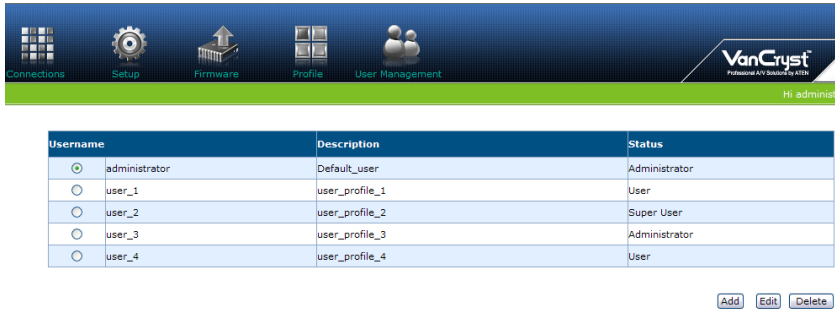 Connections Setup Firmware Profile User Management
VanCryst
Professional A/V Solutions by ATEN
Hi administ
Username Description Status
administrator Default_user Administrator
user_1 user_profile_1 User
user_2 user_profile_2 Super User
user_3 user_profile_3 Administrator
user_4 user_profile_4 User
Add Edit Delete